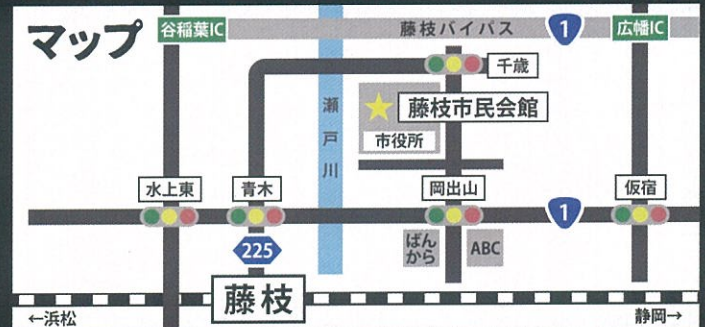 マップ
谷稲葉IC
藤枝バイパス
1
広幡IC
千歳
瀬戸川
藤枝市民会館
市役所
水上東
青木
岡出山
仮宿
1
225
ばん
から
ABC
藤枝
←浜松
静岡→